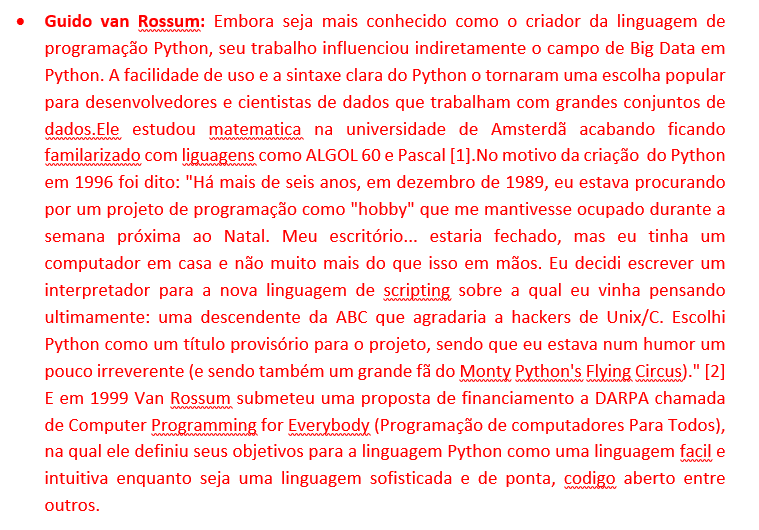 • Guido van Rossum: Embora seja mais conhecido como o criador da linguagem de
programação Python, seu trabalho influenciou indiretamente o campo de Big Data em
Python. A facilidade de uso e a sintaxe clara do Python o tornaram uma escolha popular
para desenvolvedores e cientistas de dados que trabalham com grandes conjuntos de
dados.Ele estudou matematica na universidade de Amsterdã acabando ficando
familarizado com liguagens como ALGOL 60 e Pascal [1].No motivo da criação do Python
em 1996 foi dito: "Há mais de seis anos, em dezembro de 1989, eu estava procurando
por um projeto de programação como "hobby" que me mantivesse ocupado durante a
semana próxima ao Natal. Meu escritório... estaria fechado, mas eu tinha um
computador em casa e não muito mais do que isso em mãos. Eu decidi escrever um
interpretador para a nova linguagem de scripting sobre a qual eu vinha pensando
ultimamente: uma descendente da ABC que agradaria a hackers de Unix/C. Escolhi
Python como um título provisório para o projeto, sendo que eu estava num humor um
pouco irreverente (e sendo também um grande fã do Monty Python's Flying Circus)." [2]
E em 1999 Van Rossum submeteu uma proposta de financiamento a DARPA chamada
de Computer Programming for Everybody (Programação de computadores Para Todos),
na qual ele definiu seus objetivos para a linguagem Python como uma linguagem facil e
intuitiva enquanto seja uma linguagem sofisticada e de ponta, codigo aberto entre
outros.